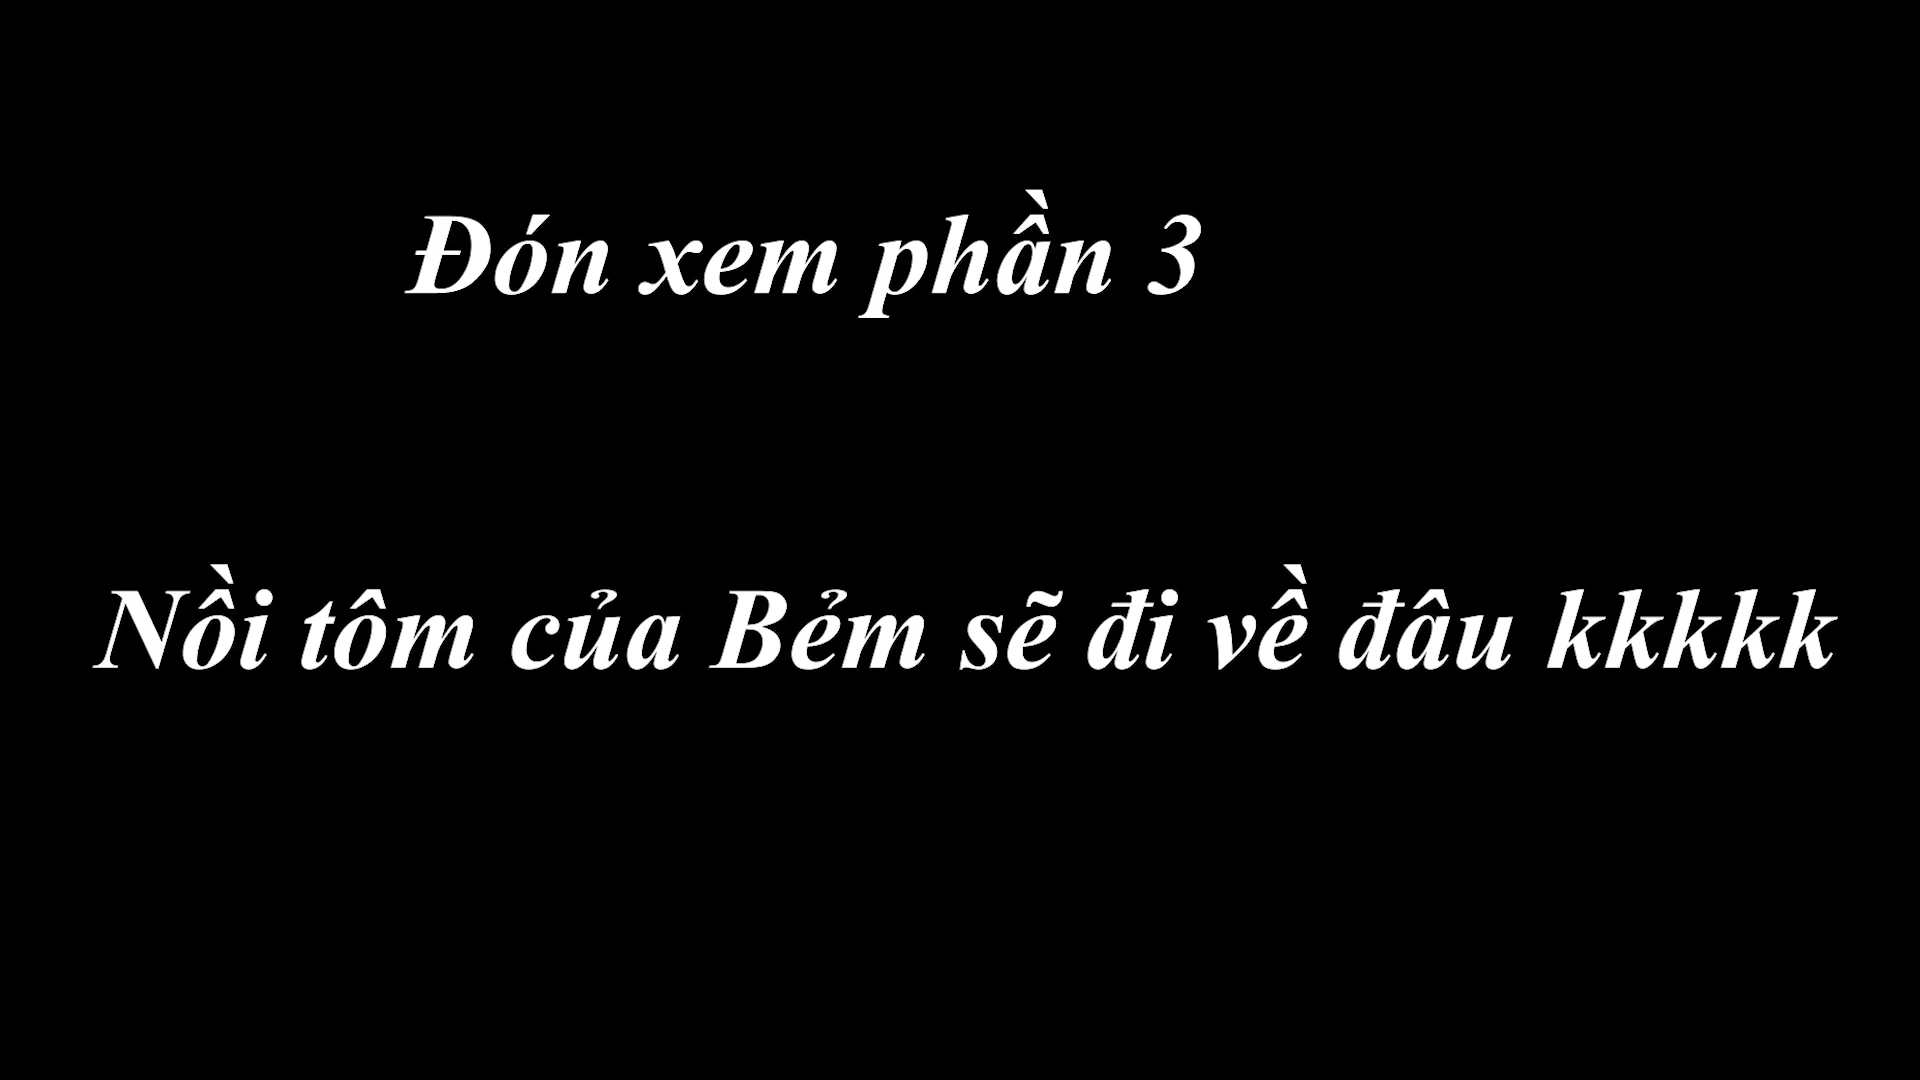 Đón xem phần 3
Nồi tôm của Bẻm sẽ đi về đâu kkkkk